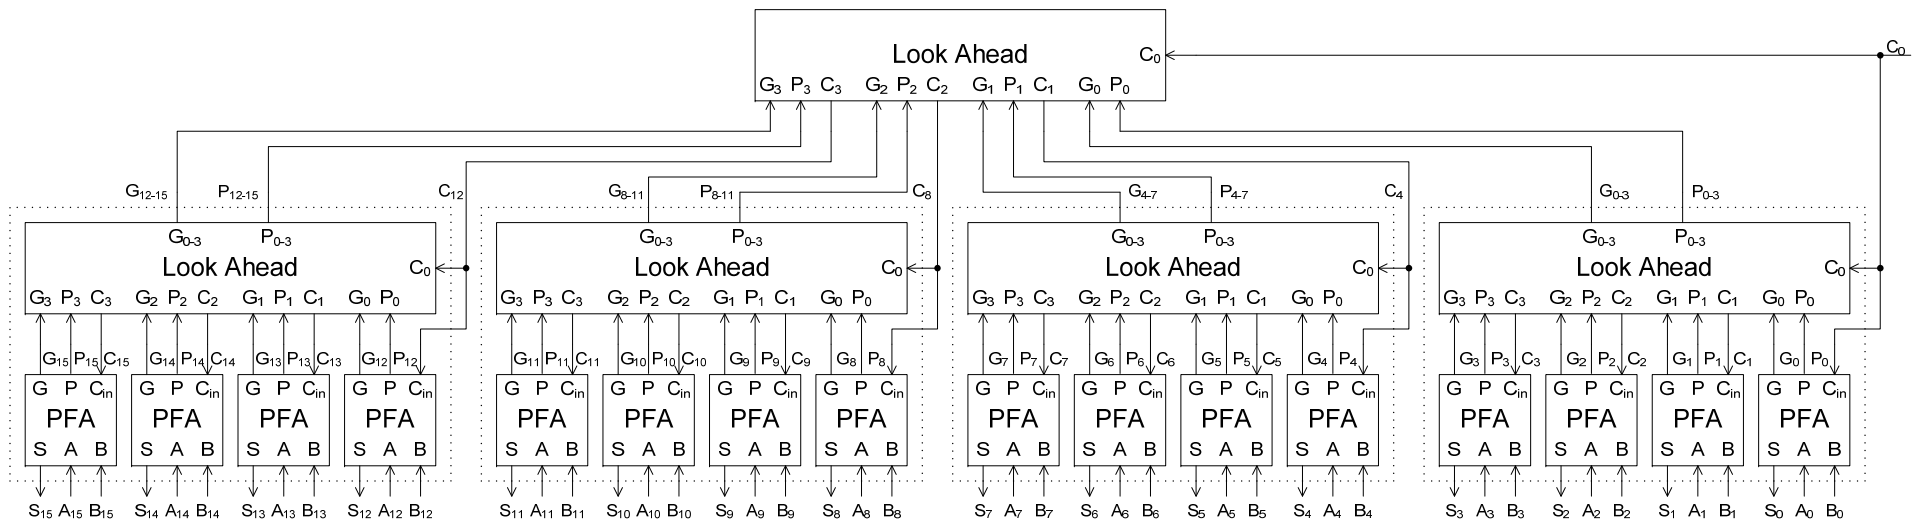 C₀
Look Ahead C₀
G₃ P₃ C₃ G₂ P₂ C₂ G₁ P₁ C₁ G₀ P₀
G₁₂₋₁₅ P₁₂₋₁₅ C₁₂ G₈₋₁₁ P₈₋₁₁ C₈ G₄₋₇ P₄₋₇ C₄ G₀₋₃ P₀₋₃
G₀₋₃ P₀₋₃ G₀₋₃ P₀₋₃ G₀₋₃ P₀₋₃ G₀₋₃ P₀₋₃
Look Ahead C₀ Look Ahead C₀ Look Ahead C₀ Look Ahead C₀
G₃ P₃ C₃ G₂ P₂ C₂ G₁ P₁ C₁ G₀ P₀ G₃ P₃ C₃ G₂ P₂ C₂ G₁ P₁ C₁ G₀ P₀ G₃ P₃ C₃ G₂ P₂ C₂ G₁ P₁ C₁ G₀ P₀ G₃ P₃ C₃ G₂ P₂ C₂ G₁ P₁ C₁ G₀ P₀
G₁₅ P₁₅ C₁₅ G₁₄ P₁₄ C₁₄ G₁₃ P₁₃ C₁₃ G₁₂ P₁₂ G₁₁ P₁₁ C₁₁ G₁₀ P₁₀ C₁₀ G₉ P₉ C₉ G₈ P₈ G₇ P₇ C₇ G₆ P₆ C₆ G₅ P₅ C₅ G₄ P₄ G₃ P₃ C₃ G₂ P₂ C₂ G₁ P₁ C₁ G₀ P₀
G P Cᵢₙ G P Cᵢₙ G P Cᵢₙ G P Cᵢₙ G P Cᵢₙ G P Cᵢₙ G P Cᵢₙ G P Cᵢₙ G P Cᵢₙ G P Cᵢₙ G P Cᵢₙ G P Cᵢₙ G P Cᵢₙ G P Cᵢₙ G P Cᵢₙ G P Cᵢₙ
PFA PFA PFA PFA PFA PFA PFA PFA PFA PFA PFA PFA PFA PFA PFA PFA
S A B S A B S A B S A B S A B S A B S A B S A B S A B S A B S A B S A B S A B S A B S A B S A B
S₁₅ A₁₅ B₁₅ S₁₄ A₁₄ B₁₄ S₁₃ A₁₃ B₁₃ S₁₂ A₁₂ B₁₂ S₁₁ A₁₁ B₁₁ S₁₀ A₁₀ B₁₀ S₉ A₉ B₉ S₈ A₈ B₈ S₇ A₇ B₇ S₆ A₆ B₆ S₅ A₅ B₅ S₄ A₄ B₄ S₃ A₃ B₃ S₂ A₂ B₂ S₁ A₁ B₁ S₀ A₀ B₀